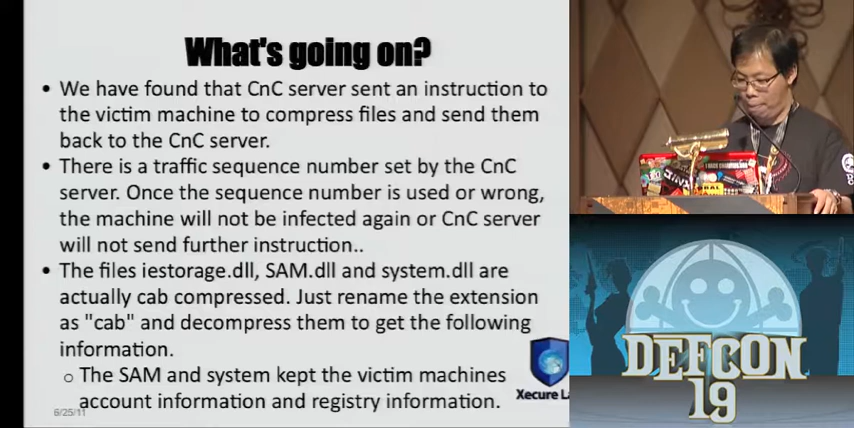 What's going on?
• We have found that CnC server sent an instruction to
the victim machine to compress files and send them
back to the CnC server.
• There is a traffic sequence number set by the CnC
server. Once the sequence number is used or wrong,
the machine will not be infected again or CnC server
will not send further instruction..
• The files iestorage.dll, SAM.dll and system.dll are
actually cab compressed. Just rename the extension
as "cab" and decompress them to get the following
information.
o The SAM and system kept the victim machines
account information and registry information.
6/25/11
Xecure La
DEFCON
19